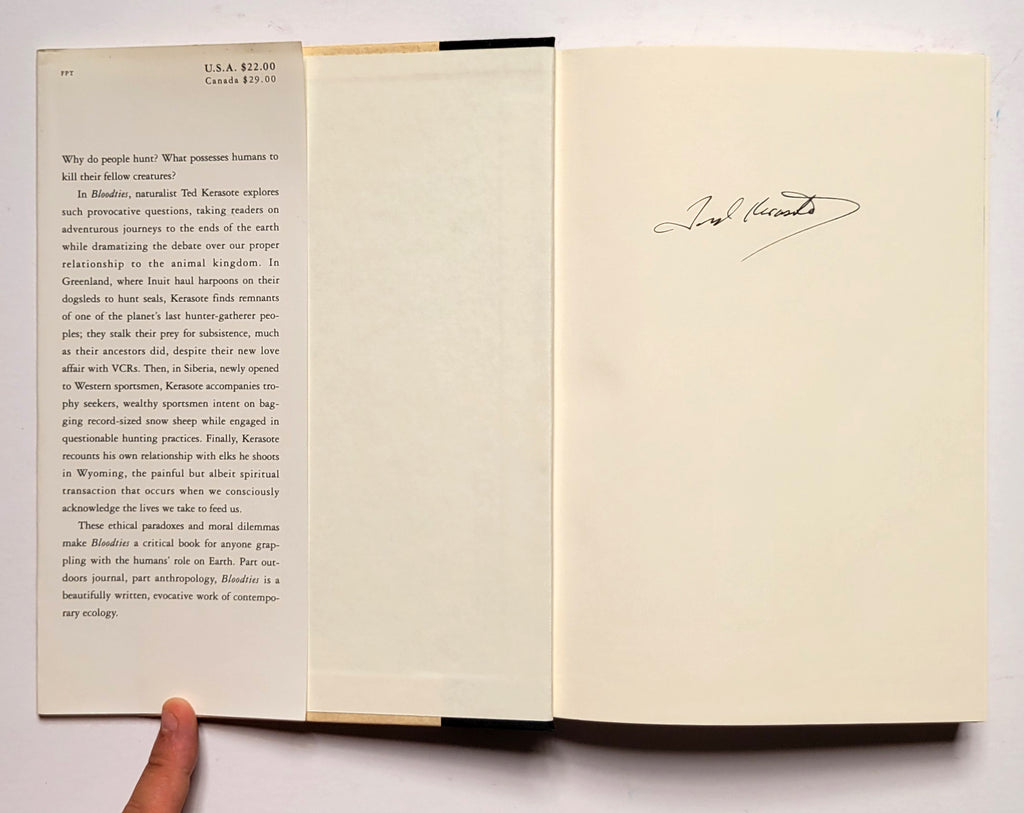 FPT
U.S.A. $22.00
Canada $29.00
Why do people hunt? What possesses humans to
kill their fellow creatures?
In Bloodties, naturalist Ted Kerasote explores
such provocative questions, taking readers on
adventurous journeys to the ends of the earth
while dramatizing the debate over our proper
relationship to the animal kingdom. In
Greenland, where Inuit haul harpoons on their
dogsleds to hunt seals, Kerasote finds remnants
of one of the planet's last hunter-gatherer peo-
ples; they stalk their prey for subsistence, much
as their ancestors did, despite their new love
affair with VCRs. Then, in Siberia, newly opened
to Western sportsmen, Kerasote accompanies tro-
phy seekers, wealthy sportsmen intent on bag-
ging record-sized snow sheep while engaged in
questionable hunting practices. Finally, Kerasote
recounts his own relationship with elks he shoots
in Wyoming, the painful but albeit spiritual
transaction that occurs when we consciously
acknowledge the lives we take to feed us.
These ethical paradoxes and moral dilemmas
make Bloodties a critical book for anyone grap-
pling with the humans' role on Earth. Part out-
doors journal, part anthropology, Bloodties is a
beautifully written, evocative work of contempo-
rary ecology.
Ted Kerasote